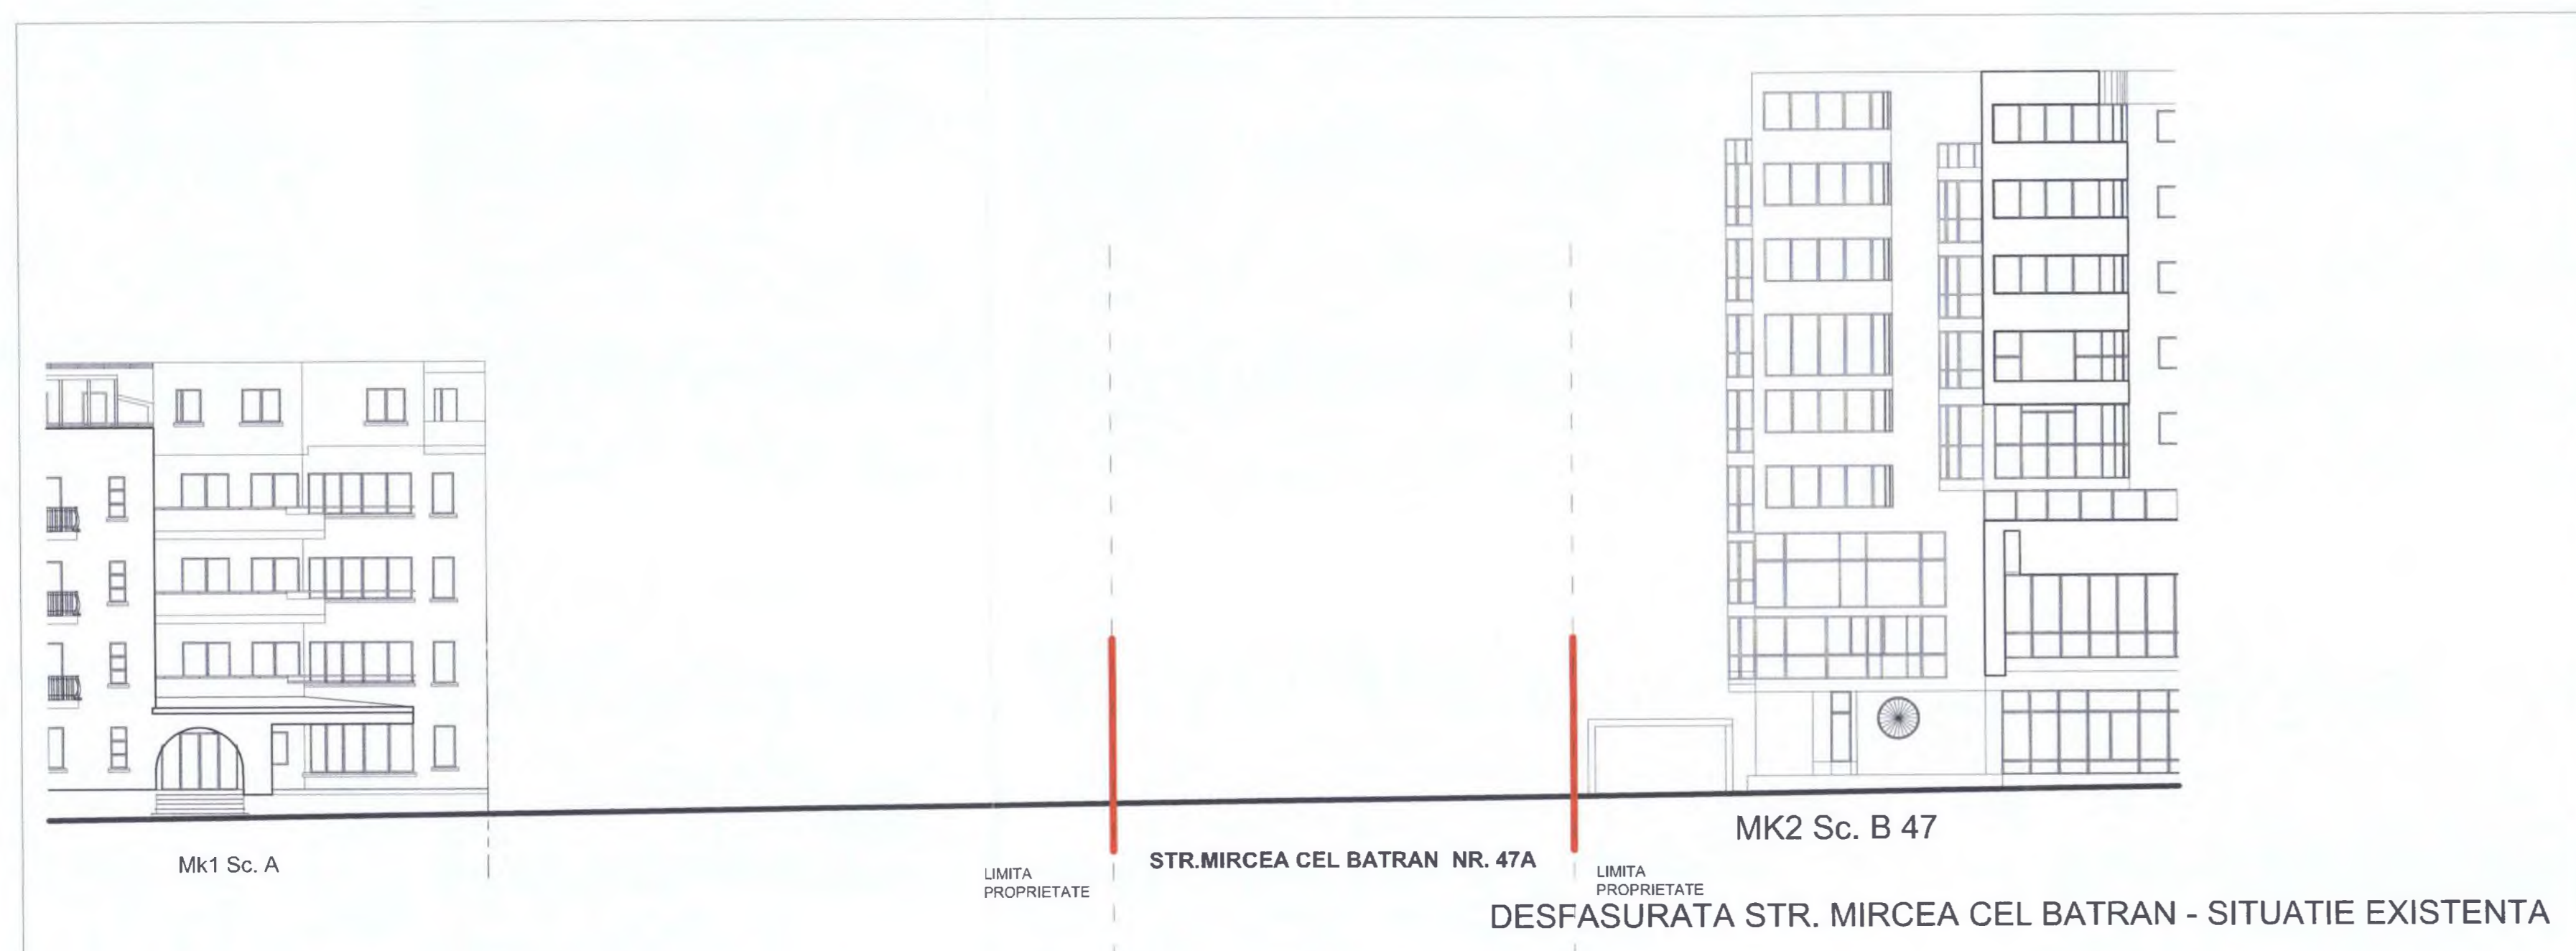 MK2 Sc. B 47
Mk1 Sc. A
STR.MIRCEA CEL BATRAN NR. 47A
LIMITA
PROPRIETATE
LIMITA
PROPRIETATE
DESFASURATA STR. MIRCEA CEL BATRAN - SITUATIE EXISTENTA